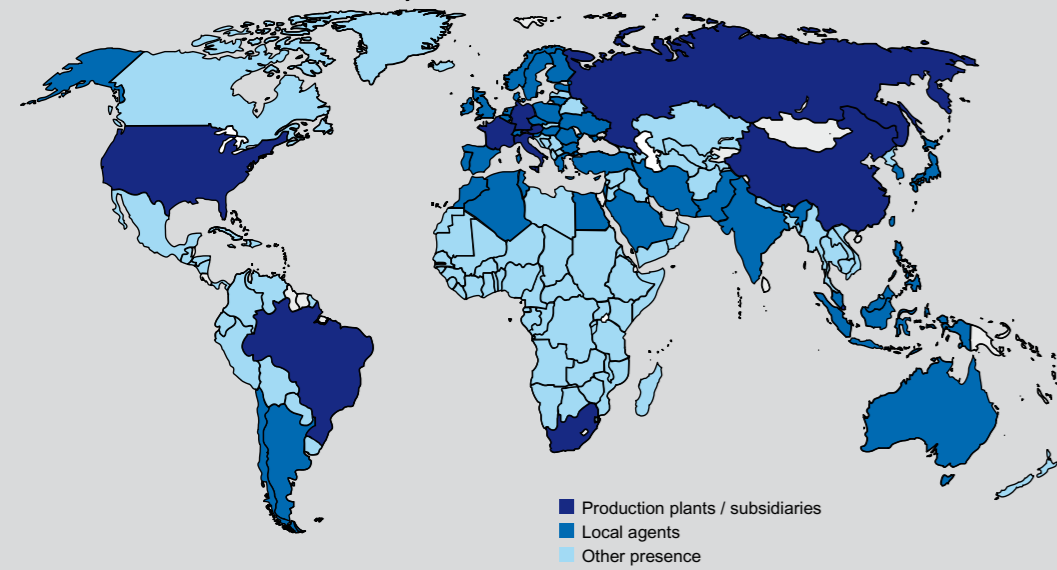 Production plants / subsidiaries
Local agents
Other presence